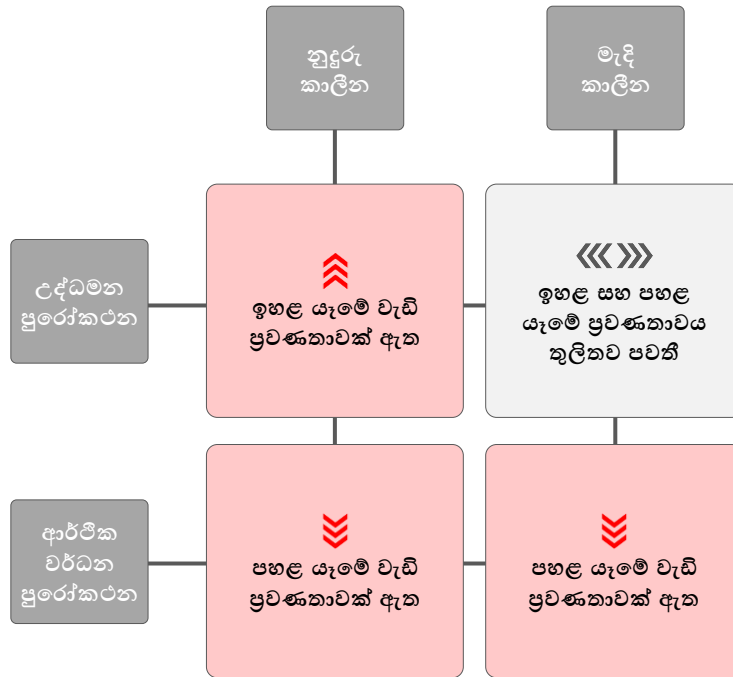 නුදුරු
කාලීන
මැදි
කාලීන
උද්ධමන
පුරෝකථන
ඉහළ යෑමේ වැඩි
ප්‍රවණතාවක් ඇත
ඉහළ සහ පහළ
යෑමේ ප්‍රවණතාවය
තුලිතව පවතී
ආර්ථික
වර්ධන
පුරෝකථන
පහළ යෑමේ වැඩි
ප්‍රවණතාවක් ඇත
පහළ යෑමේ වැඩි
ප්‍රවණතාවක් ඇත